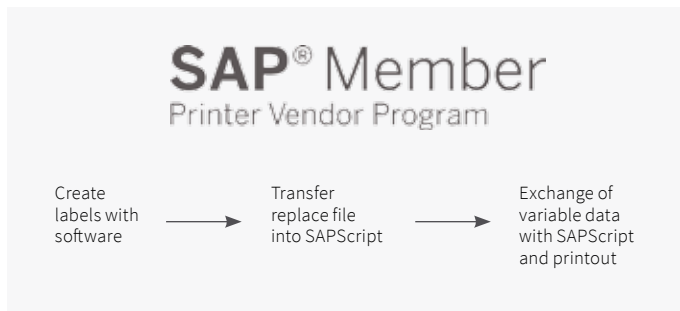 SAP® Member
Printer Vendor Program
Create
labels with
software
Transfer
replace file
into SAPScript
Exchange of
variable data
with SAPScript
and printout